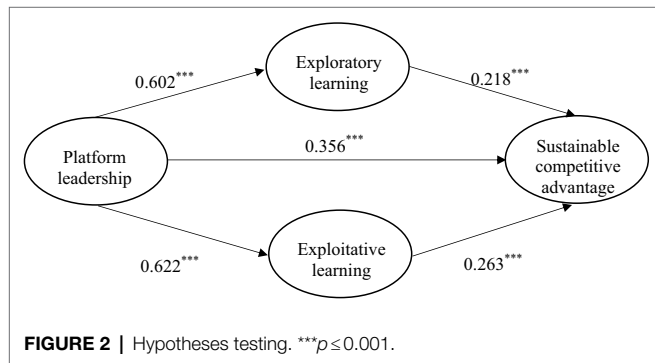 Exploratory
learning
0.602***
0.218***
Platform
leadership
0.356***
Sustainable
competitive
advantage
0.622***
Exploitative
learning
0.263***
FIGURE 2 | Hypotheses testing. ***p≤0.001.